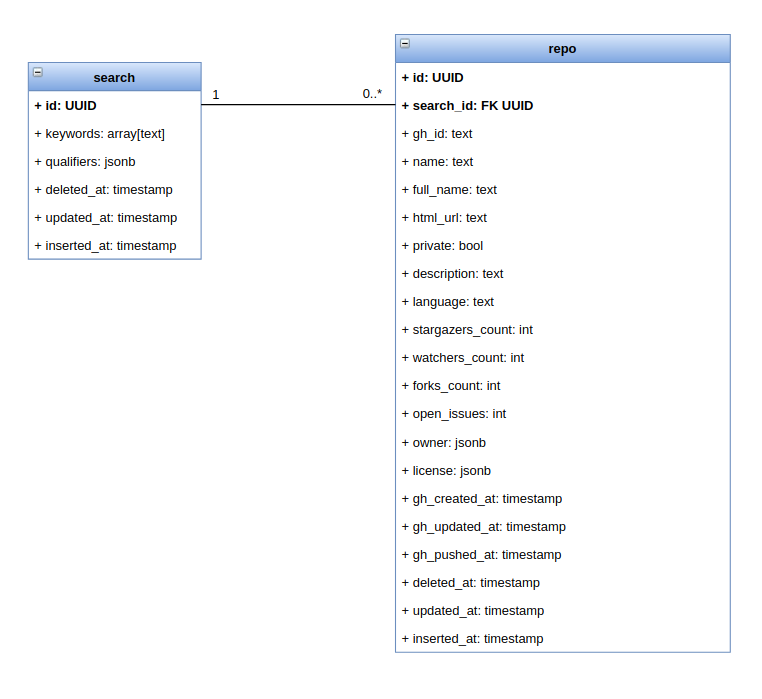 search
+ id: UUID
+ keywords: array[text]
+ qualifiers: jsonb
+ deleted_at: timestamp
+ updated_at: timestamp
+ inserted_at: timestamp
1
0..*
repo
+ id: UUID
+ search_id: FK UUID
+ gh_id: text
+ name: text
+ full_name: text
+ html_url: text
+ private: bool
+ description: text
+ language: text
+ stargazers_count: int
+ watchers_count: int
+ forks_count: int
+ open_issues: int
+ owner: jsonb
+ license: jsonb
+ gh_created_at: timestamp
+ gh_updated_at: timestamp
+ gh_pushed_at: timestamp
+ deleted_at: timestamp
+ updated_at: timestamp
+ inserted_at: timestamp